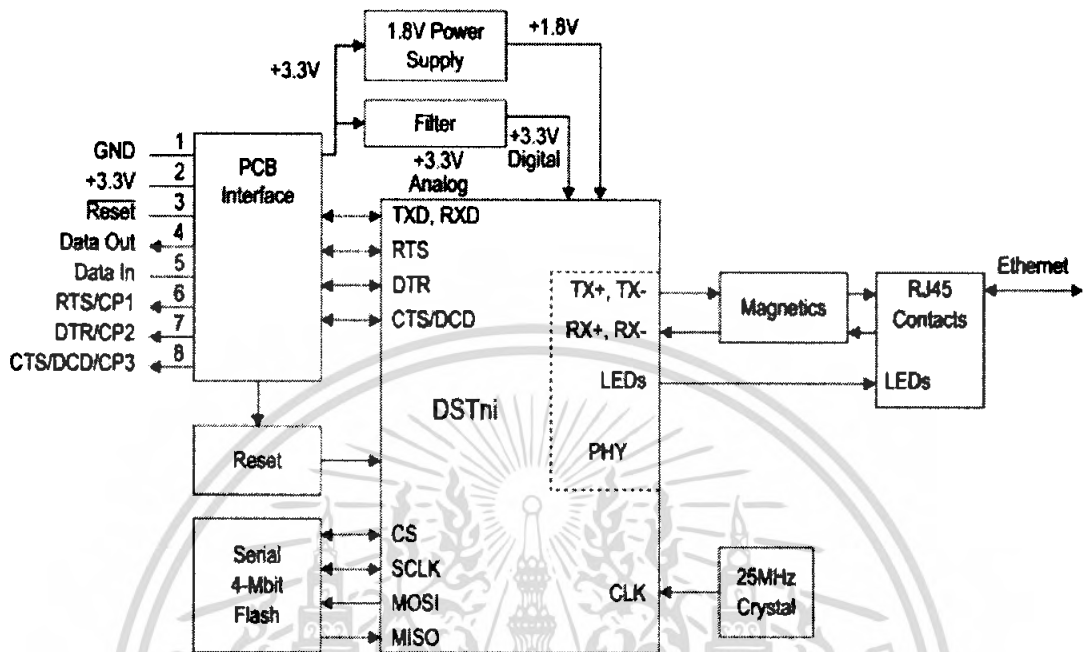 1.8V Power
Supply
+1.8V
+3.3V
Filter
+3.3V
Digital
+3.3V
Analog
GND
1
+3.3V
2
Reset
3
Data Out
4
Data In
5
RTS/CP1
6
DTR/CP2
7
CTS/DCD/CP3
8
PCB
Interface
TXD, RXD
RTS
DTR
CTS/DCD
DSTni
TX+, TX-
RX+, RX-
LEDs
PHY
Magnetics
RJ45
Contacts
LEDs
Ethernet
Reset
Serial
4-Mbit
Flash
CS
SCLK
MOSI
MISO
CLK
25MHz
Crystal